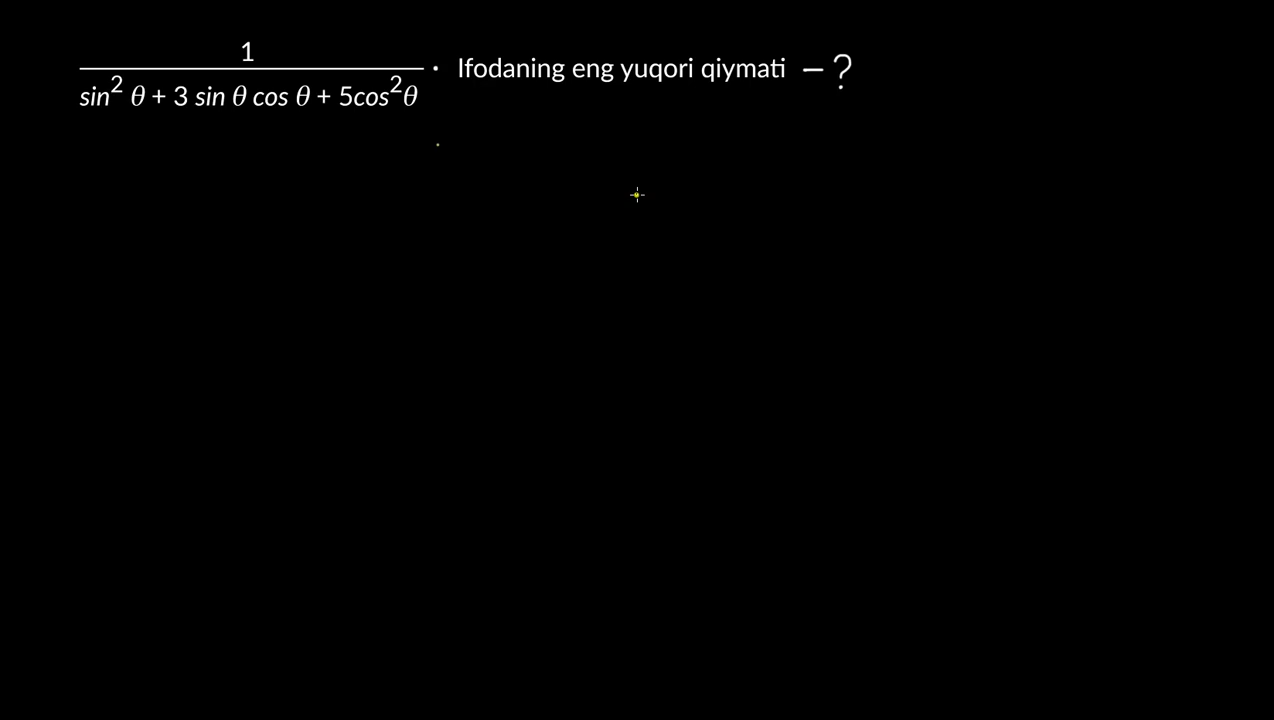 1
sin² θ + 3 sin θ cos θ + 5cos²θ
· Ifodaning eng yuqori qiymati – ?